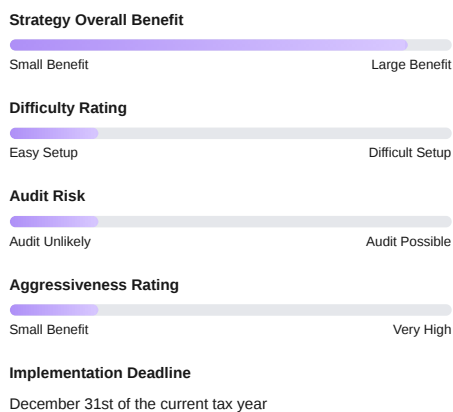 Strategy Overall Benefit
Small Benefit Large Benefit
Difficulty Rating
Easy Setup Difficult Setup
Audit Risk
Audit Unlikely Audit Possible
Aggressiveness Rating
Small Benefit Very High
Implementation Deadline
December 31st of the current tax year